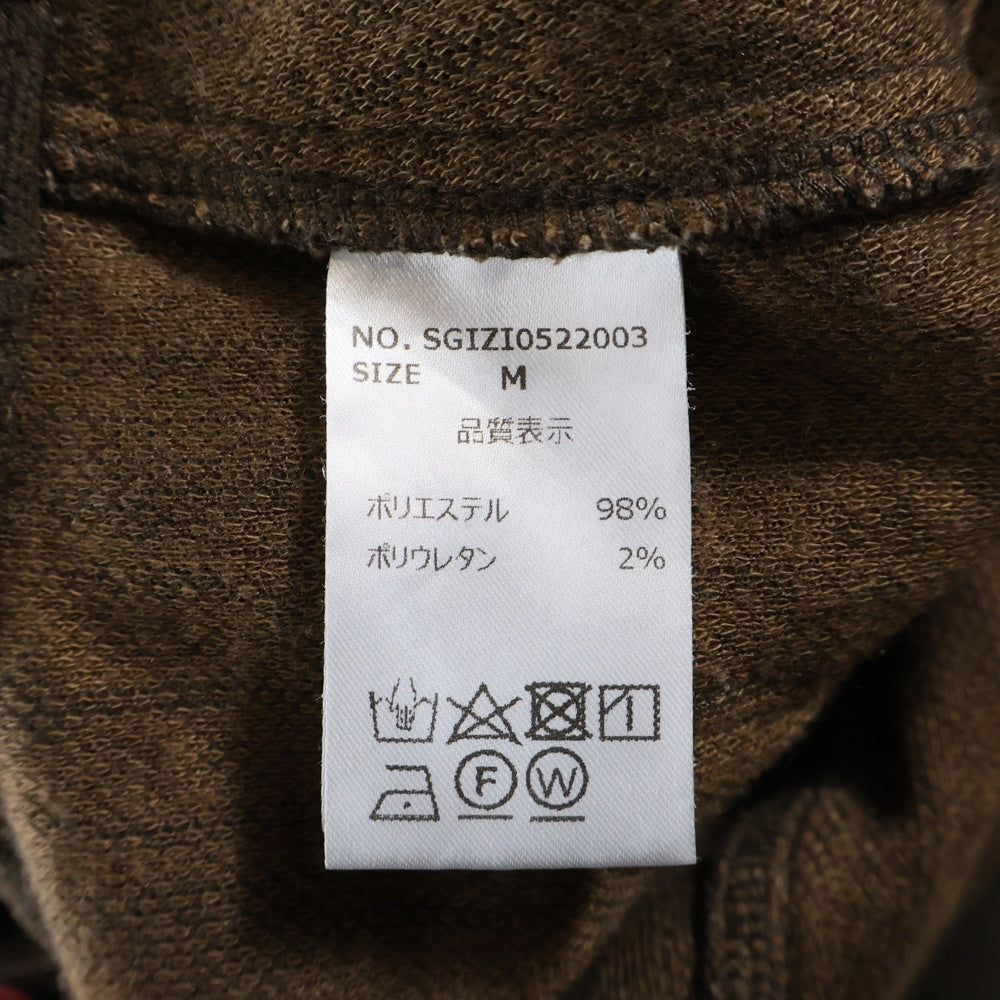 NO. SGIZI0522003
SIZE M
品質表示
ポリエステル 98%
ポリウレタン 2%
F W